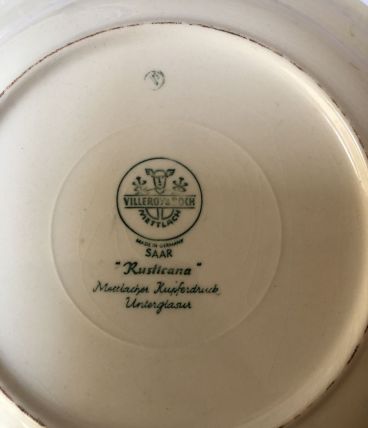 VILLEROY & BOCH
METTLACH
MADE IN GERMANY
SAAR
"Rusticana"
Mettlacher Kupferdruck
Unterglasur